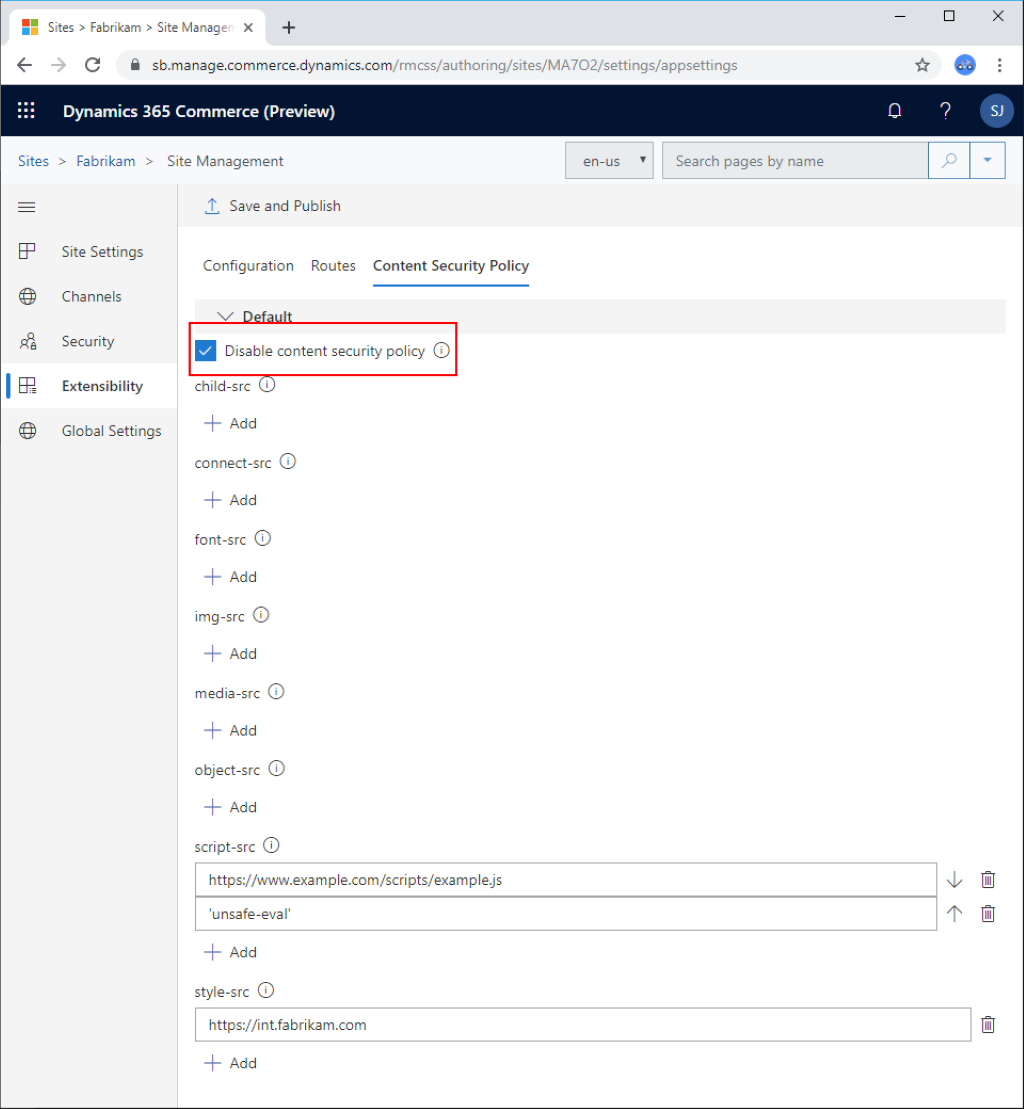 Sites > Fabrikam > Site Managen
sb.manage.commerce.dynamics.com/rmcss/authoring/sites/MA7O2/settings/appsettings
Dynamics 365 Commerce (Preview)
? SJ
Sites > Fabrikam > Site Management
en-us
Search pages by name
Save and Publish
Site Settings
Channels
Security
Extensibility
Global Settings
Configuration Routes Content Security Policy
Default
Disable content security policy
child-src
Add
connect-src
Add
font-src
Add
img-src
Add
media-src
Add
object-src
Add
script-src
https://www.example.com/scripts/example.js
'unsafe-eval'
Add
style-src
https://int.fabrikam.com
Add